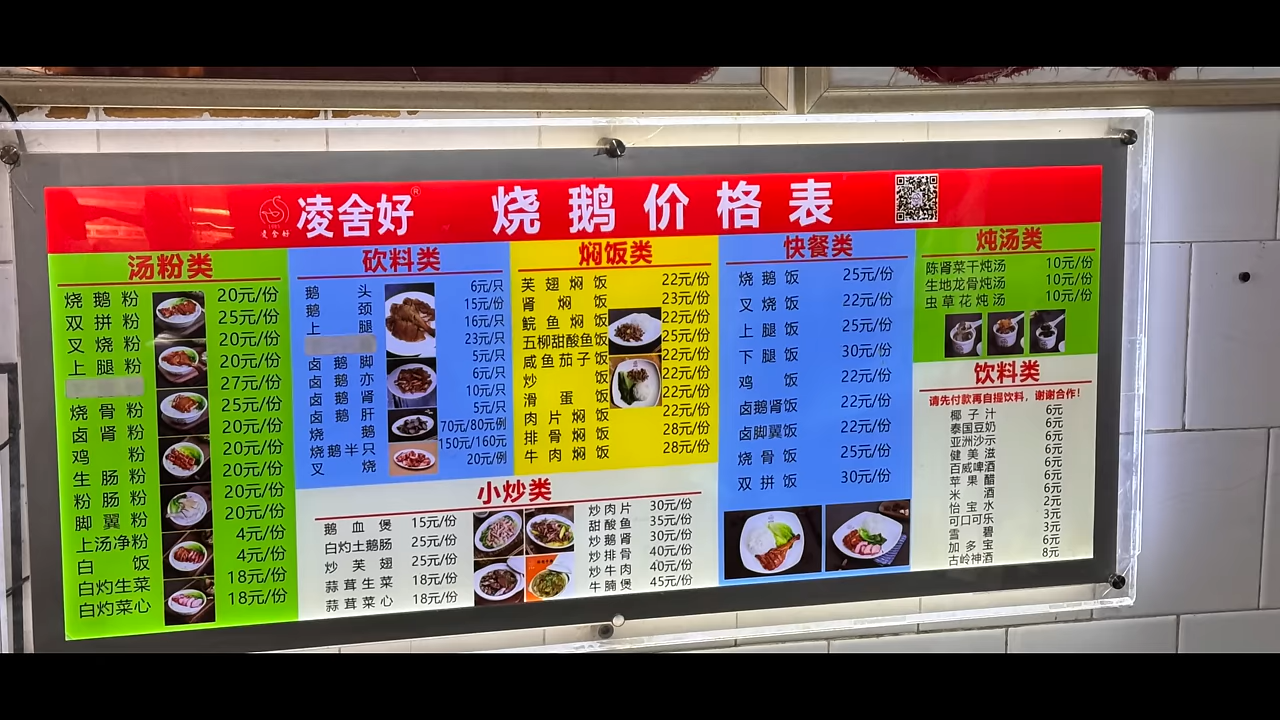 凌舍好®
凌舍好
烧鹅价格表
汤粉类
烧鹅粉 20元/份
双拼粉 25元/份
叉烧粉 20元/份
上腿粉 20元/份
27元/份
烧骨粉 25元/份
卤肾粉 20元/份
鸡粉 20元/份
生肠粉 20元/份
粉肠粉 20元/份
脚翼粉 20元/份
上汤净粉 4元/份
白饭 4元/份
白灼生菜 18元/份
白灼菜心 18元/份
砍料类
鹅头 6元/只
鹅颈 15元/份
上腿 16元/只
23元/只
卤鹅脚 5元/只
卤鹅亦 6元/只
卤鹅肾 10元/只
卤鹅肝 5元/只
烧鹅 70元/80元例
烧鹅半只 150元/160元
叉烧 20元/例
焖饭类
芙翅焖饭 22元/份
肾焖饭 23元/份
鲩鱼焖饭 22元/份
五柳甜酸鱼饭 25元/份
咸鱼茄子饭 22元/份
炒饭 22元/份
滑蛋饭 22元/份
肉片焖饭 22元/份
排骨焖饭 28元/份
牛肉焖饭 28元/份
小炒类
鹅血煲 15元/份
白灼土鹅肠 25元/份
炒芙翅 25元/份
蒜茸生菜 18元/份
蒜茸菜心 18元/份
炒肉片 30元/份
甜酸鱼 35元/份
炒鹅肾 30元/份
炒排骨 40元/份
炒牛肉 40元/份
牛腩煲 45元/份
快餐类
烧鹅饭 25元/份
叉烧饭 22元/份
上腿饭 25元/份
下腿饭 30元/份
鸡饭 22元/份
卤鹅肾饭 22元/份
卤脚翼饭 22元/份
烧骨饭 25元/份
双拼饭 30元/份
炖汤类
陈肾菜干炖汤 10元/份
生地龙骨炖汤 10元/份
虫草花炖汤 10元/份
饮料类
请先付款再自提饮料，谢谢合作！
椰子汁 6元
泰国豆奶 6元
亚洲沙示 6元
健美滋 6元
百威啤酒 6元
苹果醋 6元
米酒 6元
怡宝水 2元
可口可乐 3元
雪碧 3元
加多宝 6元
古岭神酒 8元